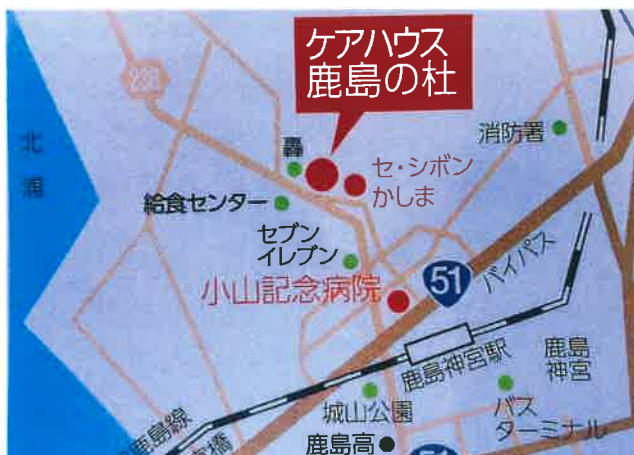 ケアハウス
鹿島の杜
238
北浦
轟
セ・シボン
かしま
消防署
給食センター
セブン
イレブン
小山記念病院
51
バイパス
鹿島神宮駅
鹿島
神宮
城山公園
バス
ターミナル
鹿島線
橋
鹿島高
51